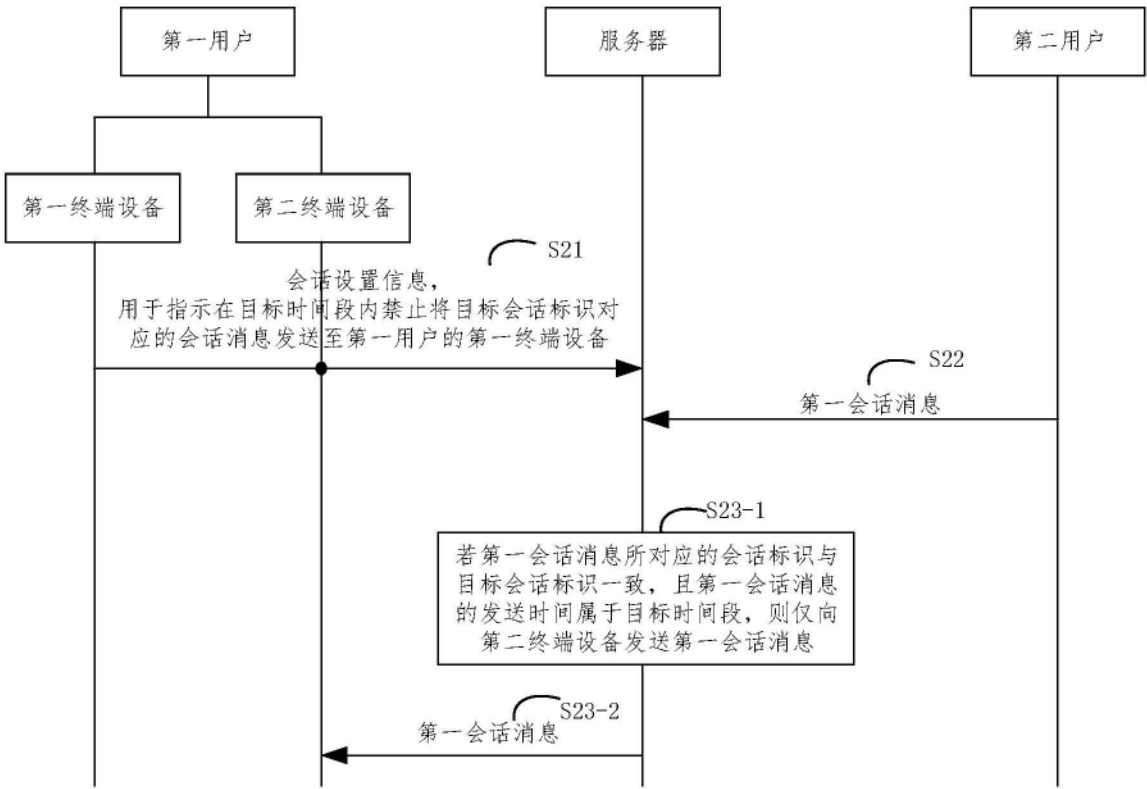 第一用户
服务器
第二用户
第一终端设备
第二终端设备
S21
会话设置信息，
用于指示在目标时间段内禁止将目标会话标识对
应的会话消息发送至第一用户的第一终端设备
S22
第一会话消息
S23-1
若第一会话消息所对应的会话标识与
目标会话标识一致，且第一会话消息
的发送时间属于目标时间段，则仅向
第二终端设备发送第一会话消息
S23-2
第一会话消息